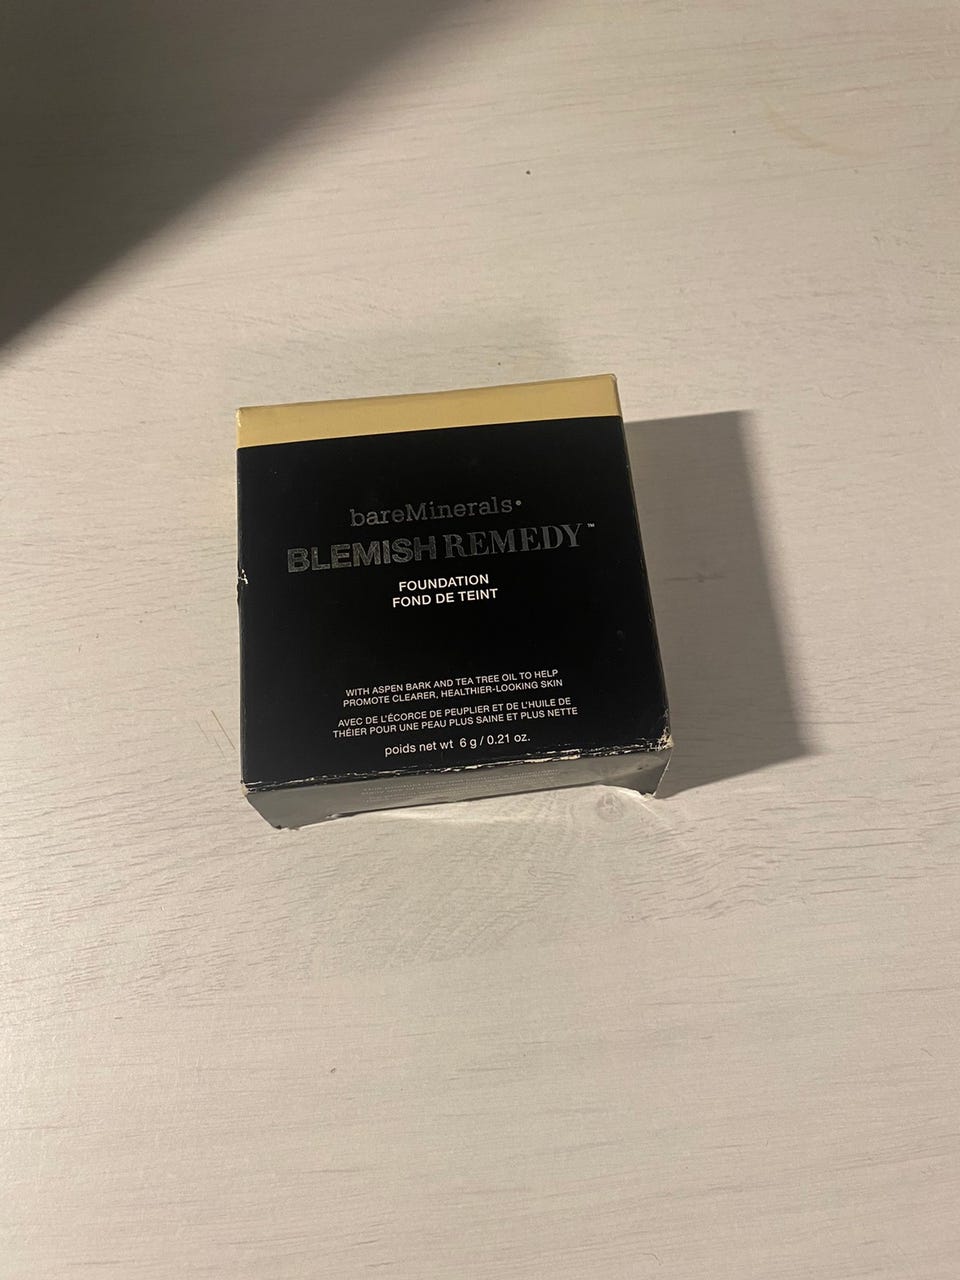 bareMinerals
BLEMISH REMEDY™
FOUNDATION
FOND DE TEINT
WITH ASPEN BARK AND TEA TREE OIL TO HELP
PROMOTE CLEARER, HEALTHIER-LOOKING SKIN
AVEC DE L'ÉCORCE DE PEUPLIER ET DE L'HUILE DE
THÉIER POUR UNE PEAU PLUS SAINE ET PLUS NETTE
poids net wt 6 g / 0.21 oz.